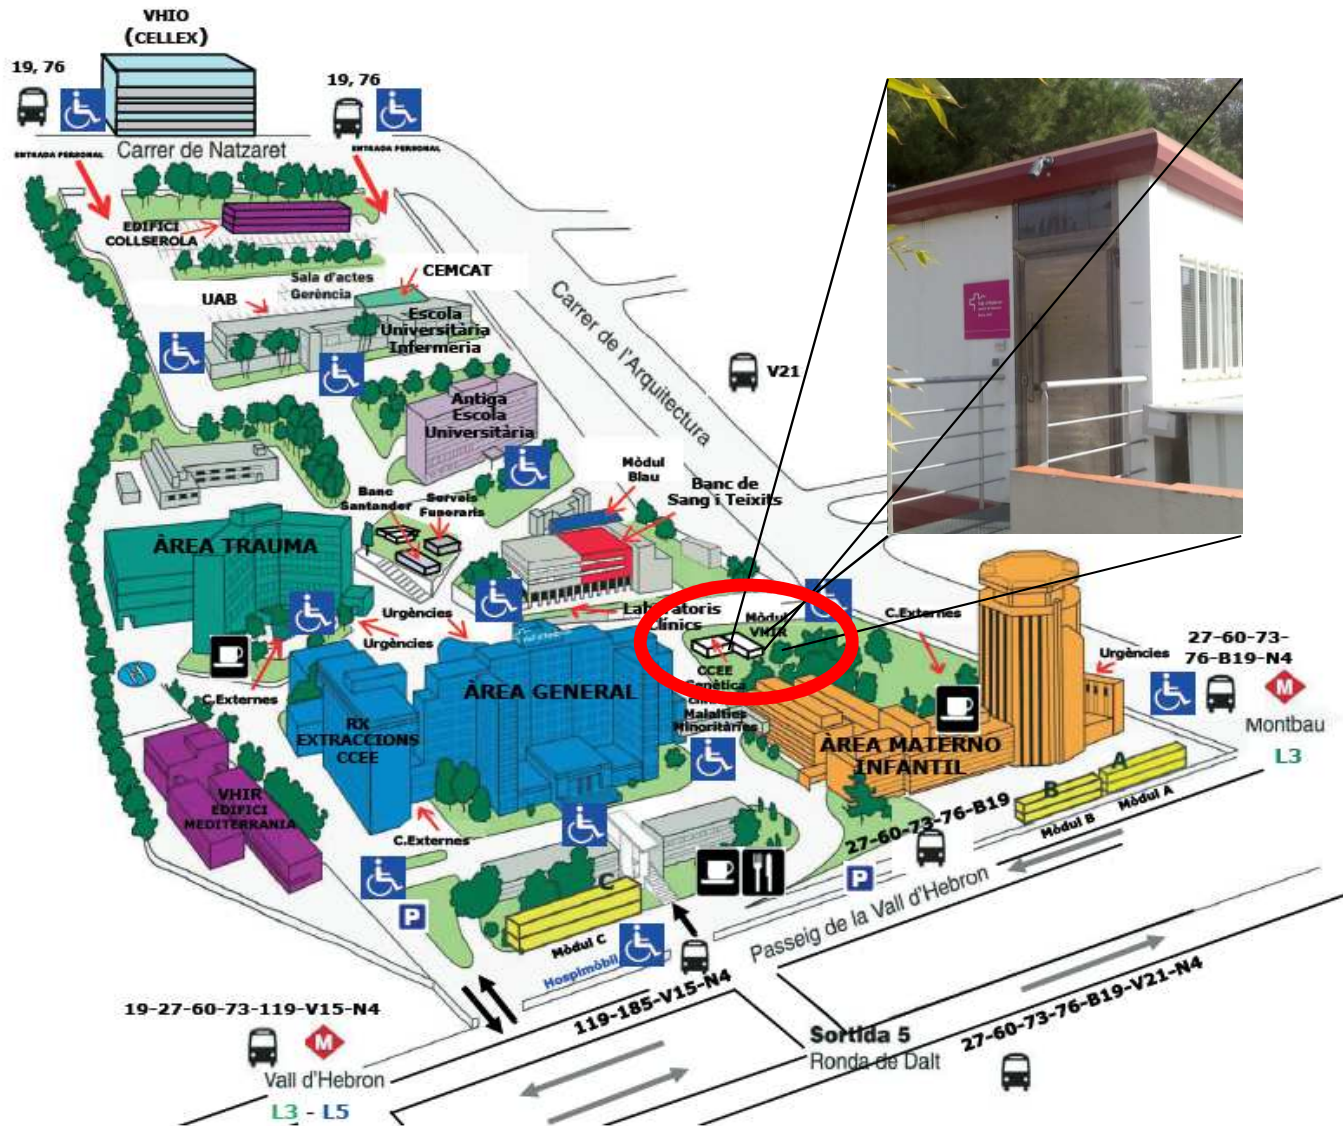 VHIO
(CELLEX)
19, 76
19, 76
ENTRADA PERSONAL
Carrer de Natzaret
ENTRADA PERSONAL
EDIFICI
COLLSEROLA
Sala d'actes
Gerència
CEMCAT
UAB
Escola
Universitària
Infermeria
Carrer de l'Arquitectura
V21
Antiga
Escola
Universitària
Mòdul
Blau
Banc de
Sang i Teixits
Banc
Santander
Serveis
Funeraris
ÀREA TRAUMA
Urgències
Urgències
Laboratoris
clínics
Mòdul
VHIR
C.Externes
Urgències
27-60-73-
76-B19-N4
M
Montbau
L3
CCEE
Genètica
Malalties
Minoritàries
C.Externes
ÀREA GENERAL
RX
EXTRACCIONS
CCEE
ÀREA MATERNO
INFANTIL
A
B
Mòdul A
Mòdul B
VHIR
EDIFICI
MEDITERRANIA
C.Externes
27-60-73-76-B19
P
P
C
Mòdul C
Hospimòbil
Passeig de la Vall d'Hebron
119-185-V15-N4
27-60-73-76-B19-V21-N4
19-27-60-73-119-V15-N4
M
Vall d'Hebron
L3 - L5
Sortida 5
Ronda de Dalt